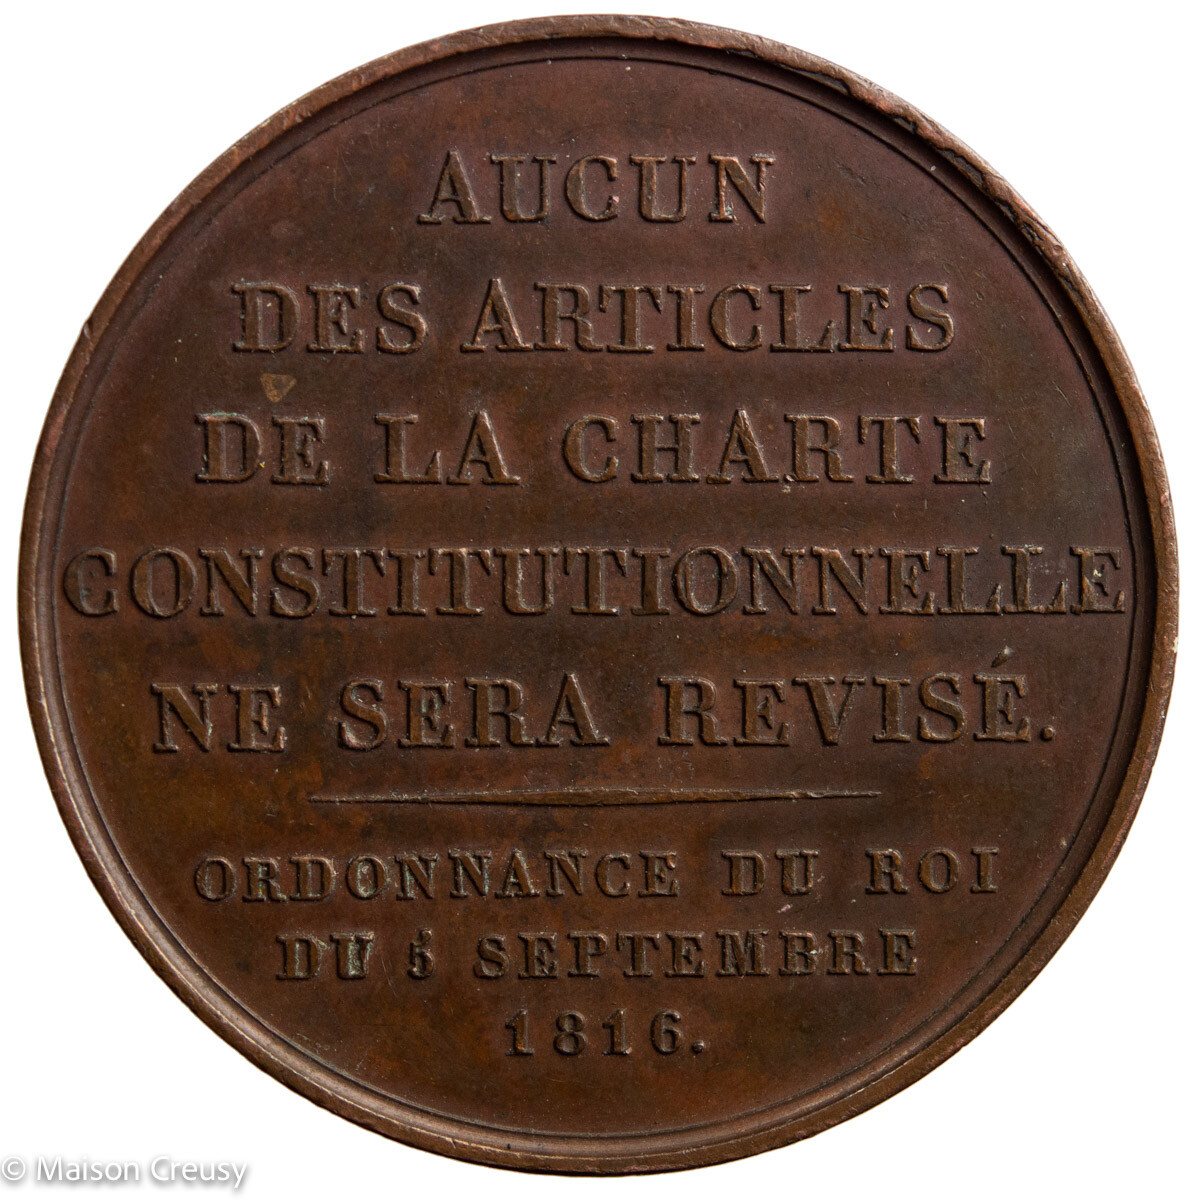 AUCUN
DES ARTICLES
DE LA CHARTE
CONSTITUTIONNELLE
NE SERA REVISÉ.
ORDONNANCE DU ROI
DU 5 SEPTEMBRE
1816.
© Maison Creusy